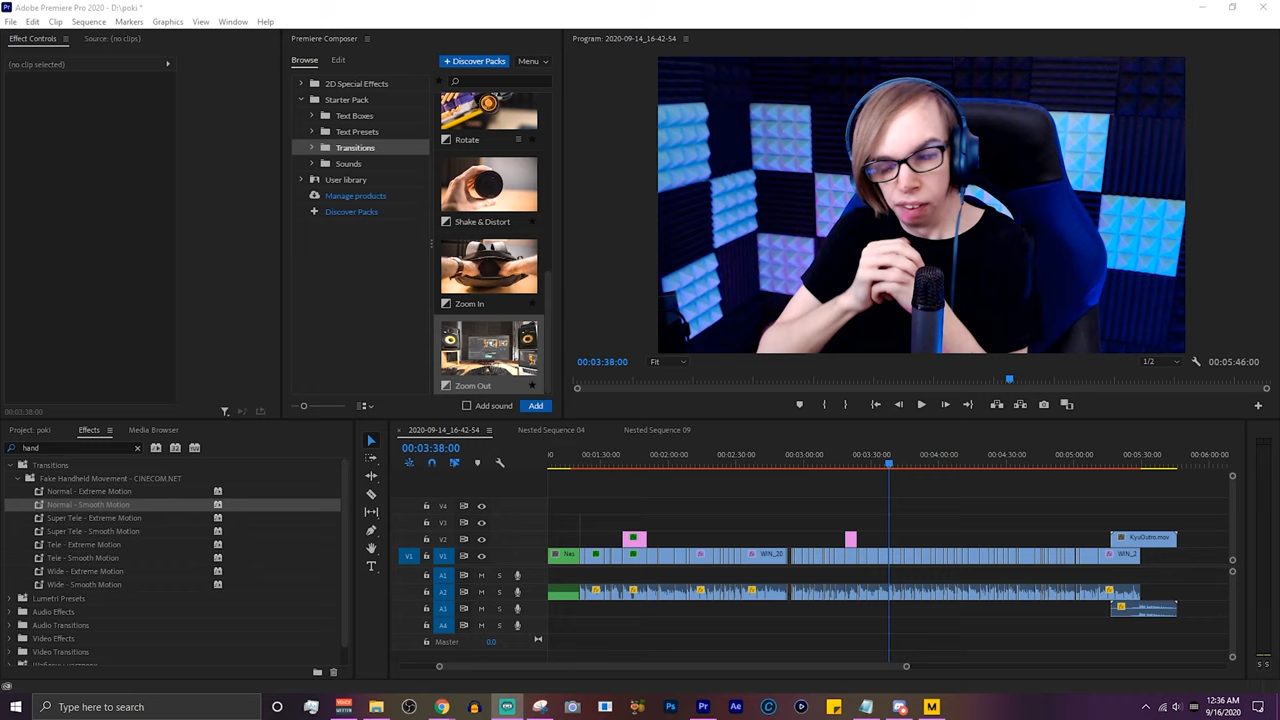 Adobe Premiere Pro 2020 - D:\poki *
File Edit Clip Sequence Markers Graphics View Window Help
Effect Controls
Source: (no clips)
(no clip selected)
00:03:38:00
Premiere Composer
Browse Edit
+ Discover Packs
Menu
2D Special Effects
Starter Pack
Text Boxes
Text Presets
Transitions
Sounds
User library
Manage products
Discover Packs
Rotate
Shake & Distort
Zoom In
Zoom Out
Add sound
Add
Program: 2020-09-14_16-42-54
00:03:38:00
Fit
1/2
00:05:46:00
Project: poki
Effects
Media Browser
hand
Transitions
Fake Handheld Movement - CINECOM.NET
Normal - Extreme Motion
Normal - Smooth Motion
Super Tele - Extreme Motion
Super Tele - Smooth Motion
Tele - Extreme Motion
Tele - Smooth Motion
Wide - Extreme Motion
Wide - Smooth Motion
Lumetri Presets
Audio Effects
Audio Transitions
Video Effects
Video Transitions
2020-09-14_16-42-54
Nested Sequence 04
Nested Sequence 09
00:03:38:00
00:01:30:00 00:02:00:00 00:02:30:00 00:03:00:00 00:03:30:00 00:04:00:00 00:04:30:00 00:05:00:00 00:05:30:00 00:06:00:00
V4
V3
V2
KyuOutro.mov
V1 V1
Nes
WIN_20
WIN_2
A1 M S
A2 M S
A3 M S
A4 M S
Master 0.0
S S
Type here to search
12:36 AM
9/16/2020